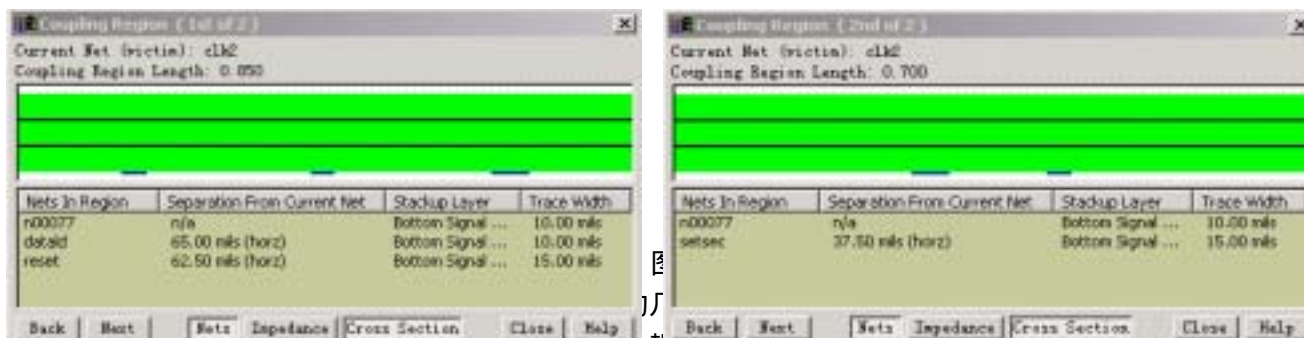 Coupling Region ( 1st of 2 )
Current Net (victim): clk2
Coupling Region Length: 0.850
Nets In Region Separation From Current Net Stackup Layer Trace Width
n00077 n/a Bottom Signal ... 10.00 mils
dataid 65.00 mils (horz) Bottom Signal ... 10.00 mils
reset 62.50 mils (horz) Bottom Signal ... 15.00 mils
Back Next Nets Impedance Cross Section Close Help
Coupling Region ( 2nd of 2 )
Current Net (victim): clk2
Coupling Region Length: 0.700
Nets In Region Separation From Current Net Stackup Layer Trace Width
n00077 n/a Bottom Signal ... 10.00 mils
setsec 37.50 mils (horz) Bottom Signal ... 15.00 mils
Back Next Nets Impedance Cross Section Close Help